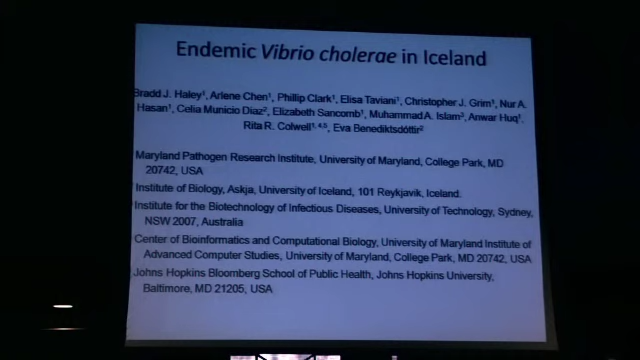 Endemic Vibrio cholerae in Iceland
Bradd J. Haley¹, Arlene Chen¹, Phillip Clark¹, Elisa Taviani¹, Christopher J. Grim¹, Nur A.
Hasan¹, Celia Municio Diaz², Elizabeth Sancomb¹, Muhammad A. Islam³, Anwar Huq¹,
Rita R. Colwell¹,⁴,⁵, Eva Benediktsdóttir²
Maryland Pathogen Research Institute, University of Maryland, College Park, MD
20742, USA
Institute of Biology, Askja, University of Iceland, 101 Reykjavik, Iceland.
Institute for the Biotechnology of Infectious Diseases, University of Technology, Sydney,
NSW 2007, Australia
Center of Bioinformatics and Computational Biology, University of Maryland Institute of
Advanced Computer Studies, University of Maryland, College Park, MD 20742, USA
Johns Hopkins Bloomberg School of Public Health, Johns Hopkins University,
Baltimore, MD 21205, USA